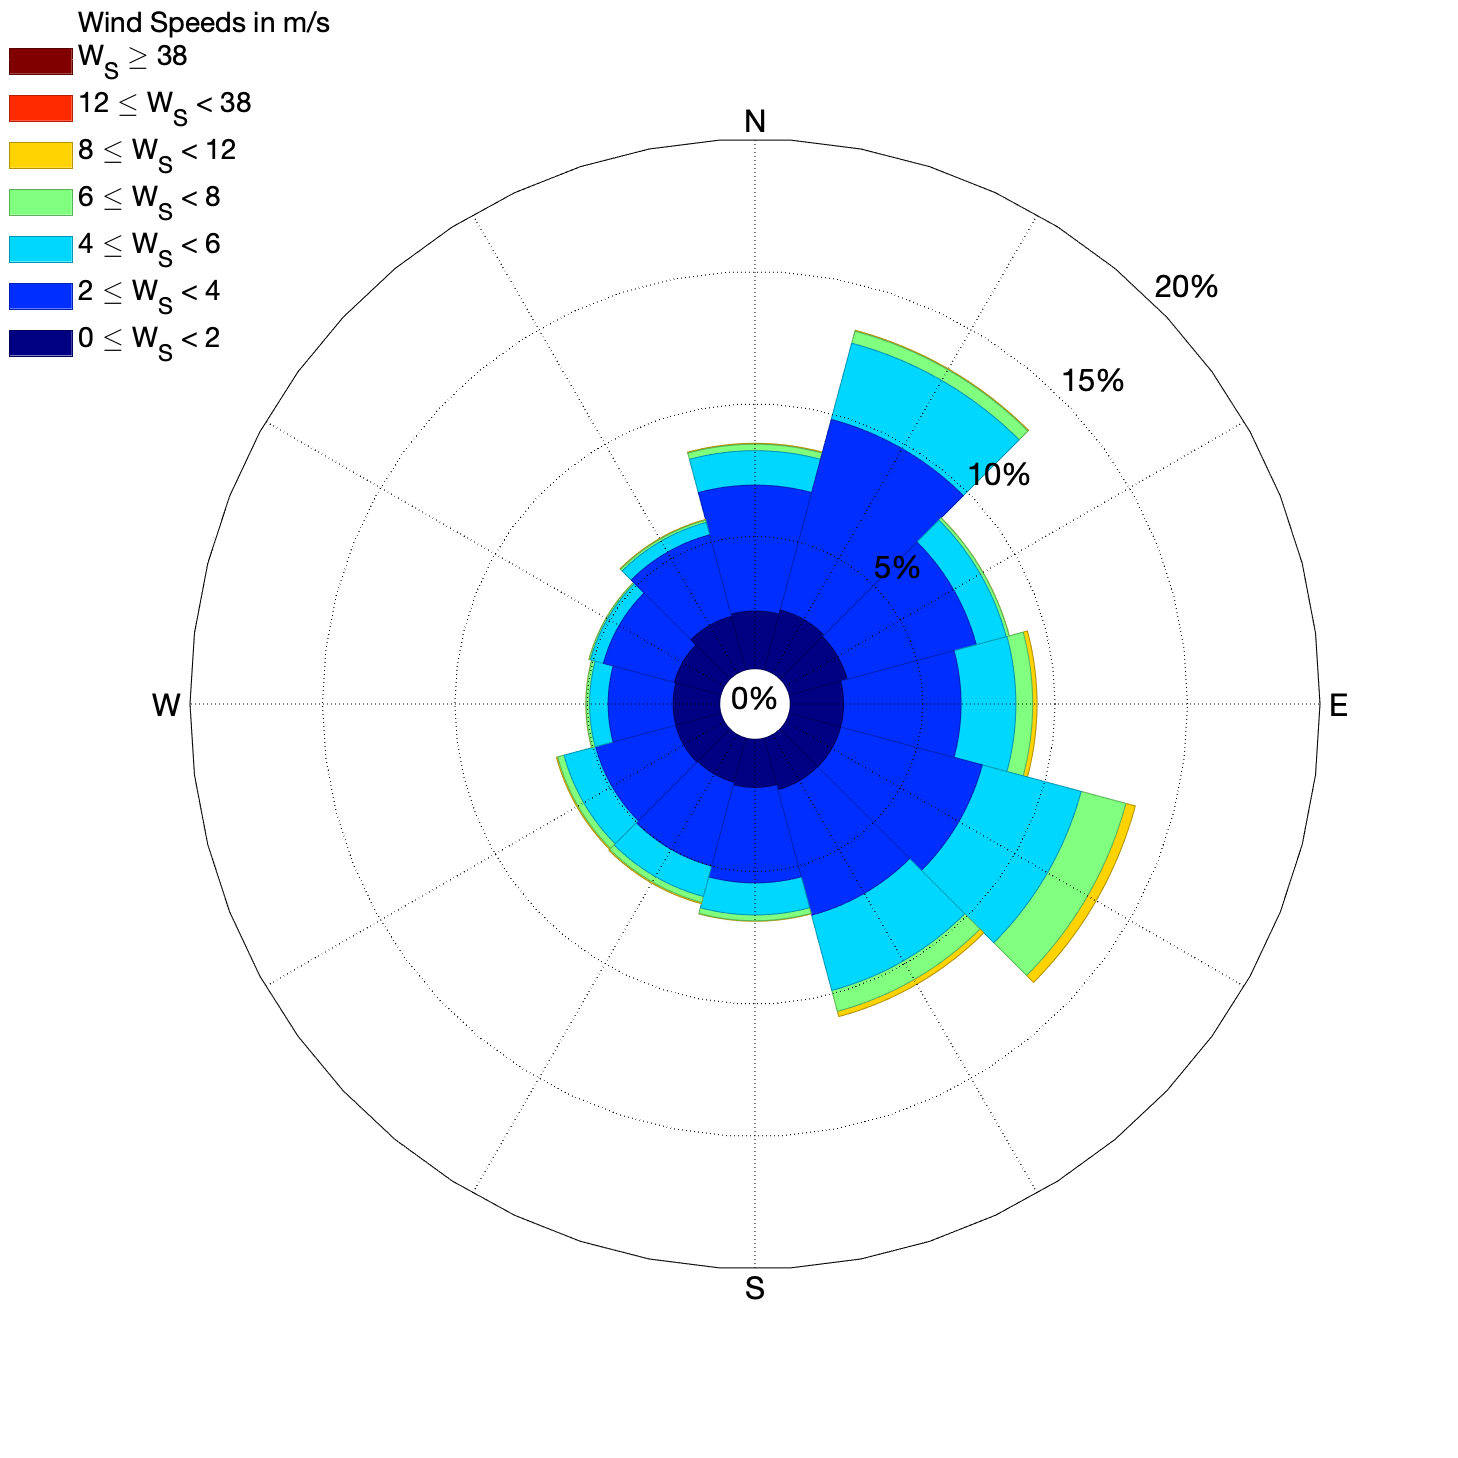 Wind Speeds in m/s
W_S ≥ 38
12 ≤ W_S < 38
8 ≤ W_S < 12
6 ≤ W_S < 8
4 ≤ W_S < 6
2 ≤ W_S < 4
0 ≤ W_S < 2
N
20%
15%
10%
5%
0%
W
E
S